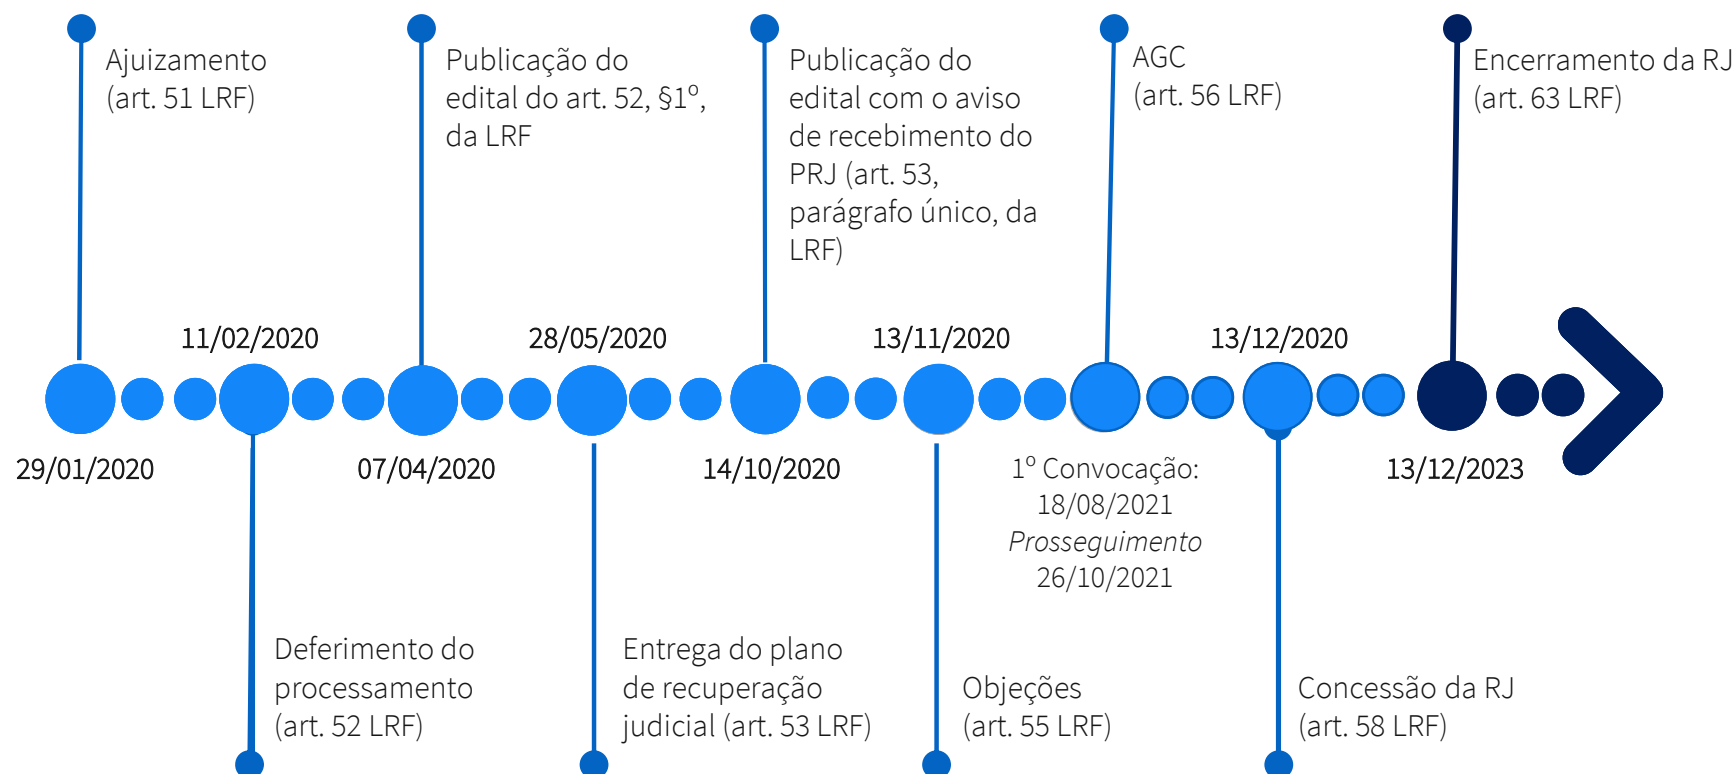 Ajuizamento
(art. 51 LRF)
Publicação do
edital do art. 52, §1º,
da LRF
Publicação do
edital com o aviso
de recebimento do
PRJ (art. 53,
parágrafo único, da
LRF)
AGC
(art. 56 LRF)
Encerramento da RJ
(art. 63 LRF)
11/02/2020
28/05/2020
13/11/2020
13/12/2020
29/01/2020
07/04/2020
14/10/2020
1º Convocação:
18/08/2021
Prosseguimento
26/10/2021
13/12/2023
Deferimento do
processamento
(art. 52 LRF)
Entrega do plano
de recuperação
judicial (art. 53 LRF)
Objeções
(art. 55 LRF)
Concessão da RJ
(art. 58 LRF)